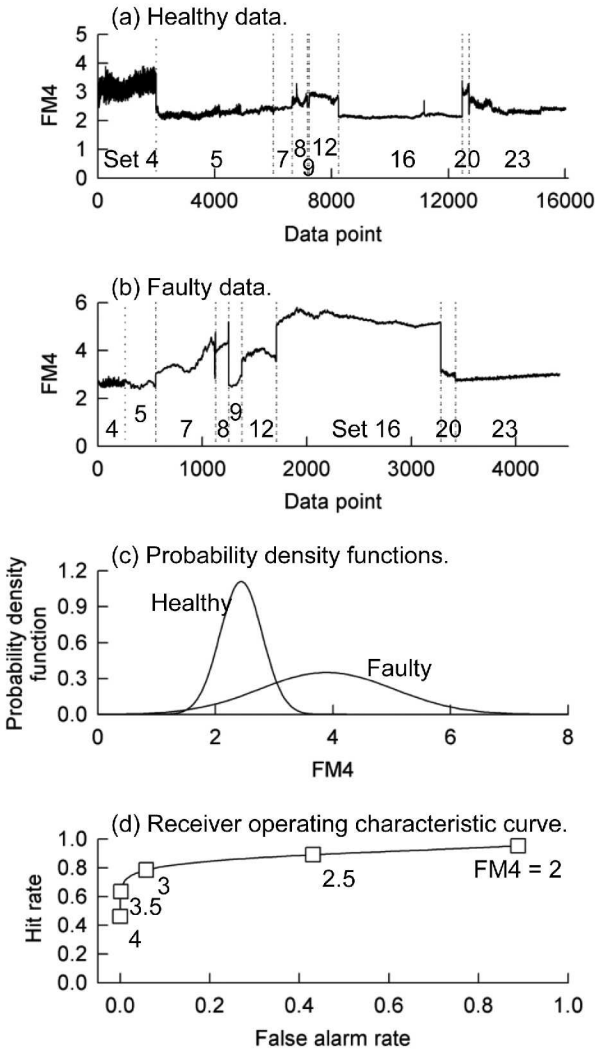 (a) Healthy data.
5
4
3
2
1
0
FM4
Set 4 5 7 8 9 12 16 20 23
0 4000 8000 12000 16000
Data point
(b) Faulty data.
6
4
2
0
FM4
4 5 7 8 9 12 Set 16 20 23
0 1000 2000 3000 4000
Data point
(c) Probability density functions.
1.2
0.9
0.6
0.3
0.0
Probability density
function
Healthy
Faulty
0 2 4 6 8
FM4
(d) Receiver operating characteristic curve.
1.0
0.8
0.6
0.4
0.2
0.0
Hit rate
FM4 = 2
2.5
3
3.5
4
0.0 0.2 0.4 0.6 0.8 1.0
False alarm rate